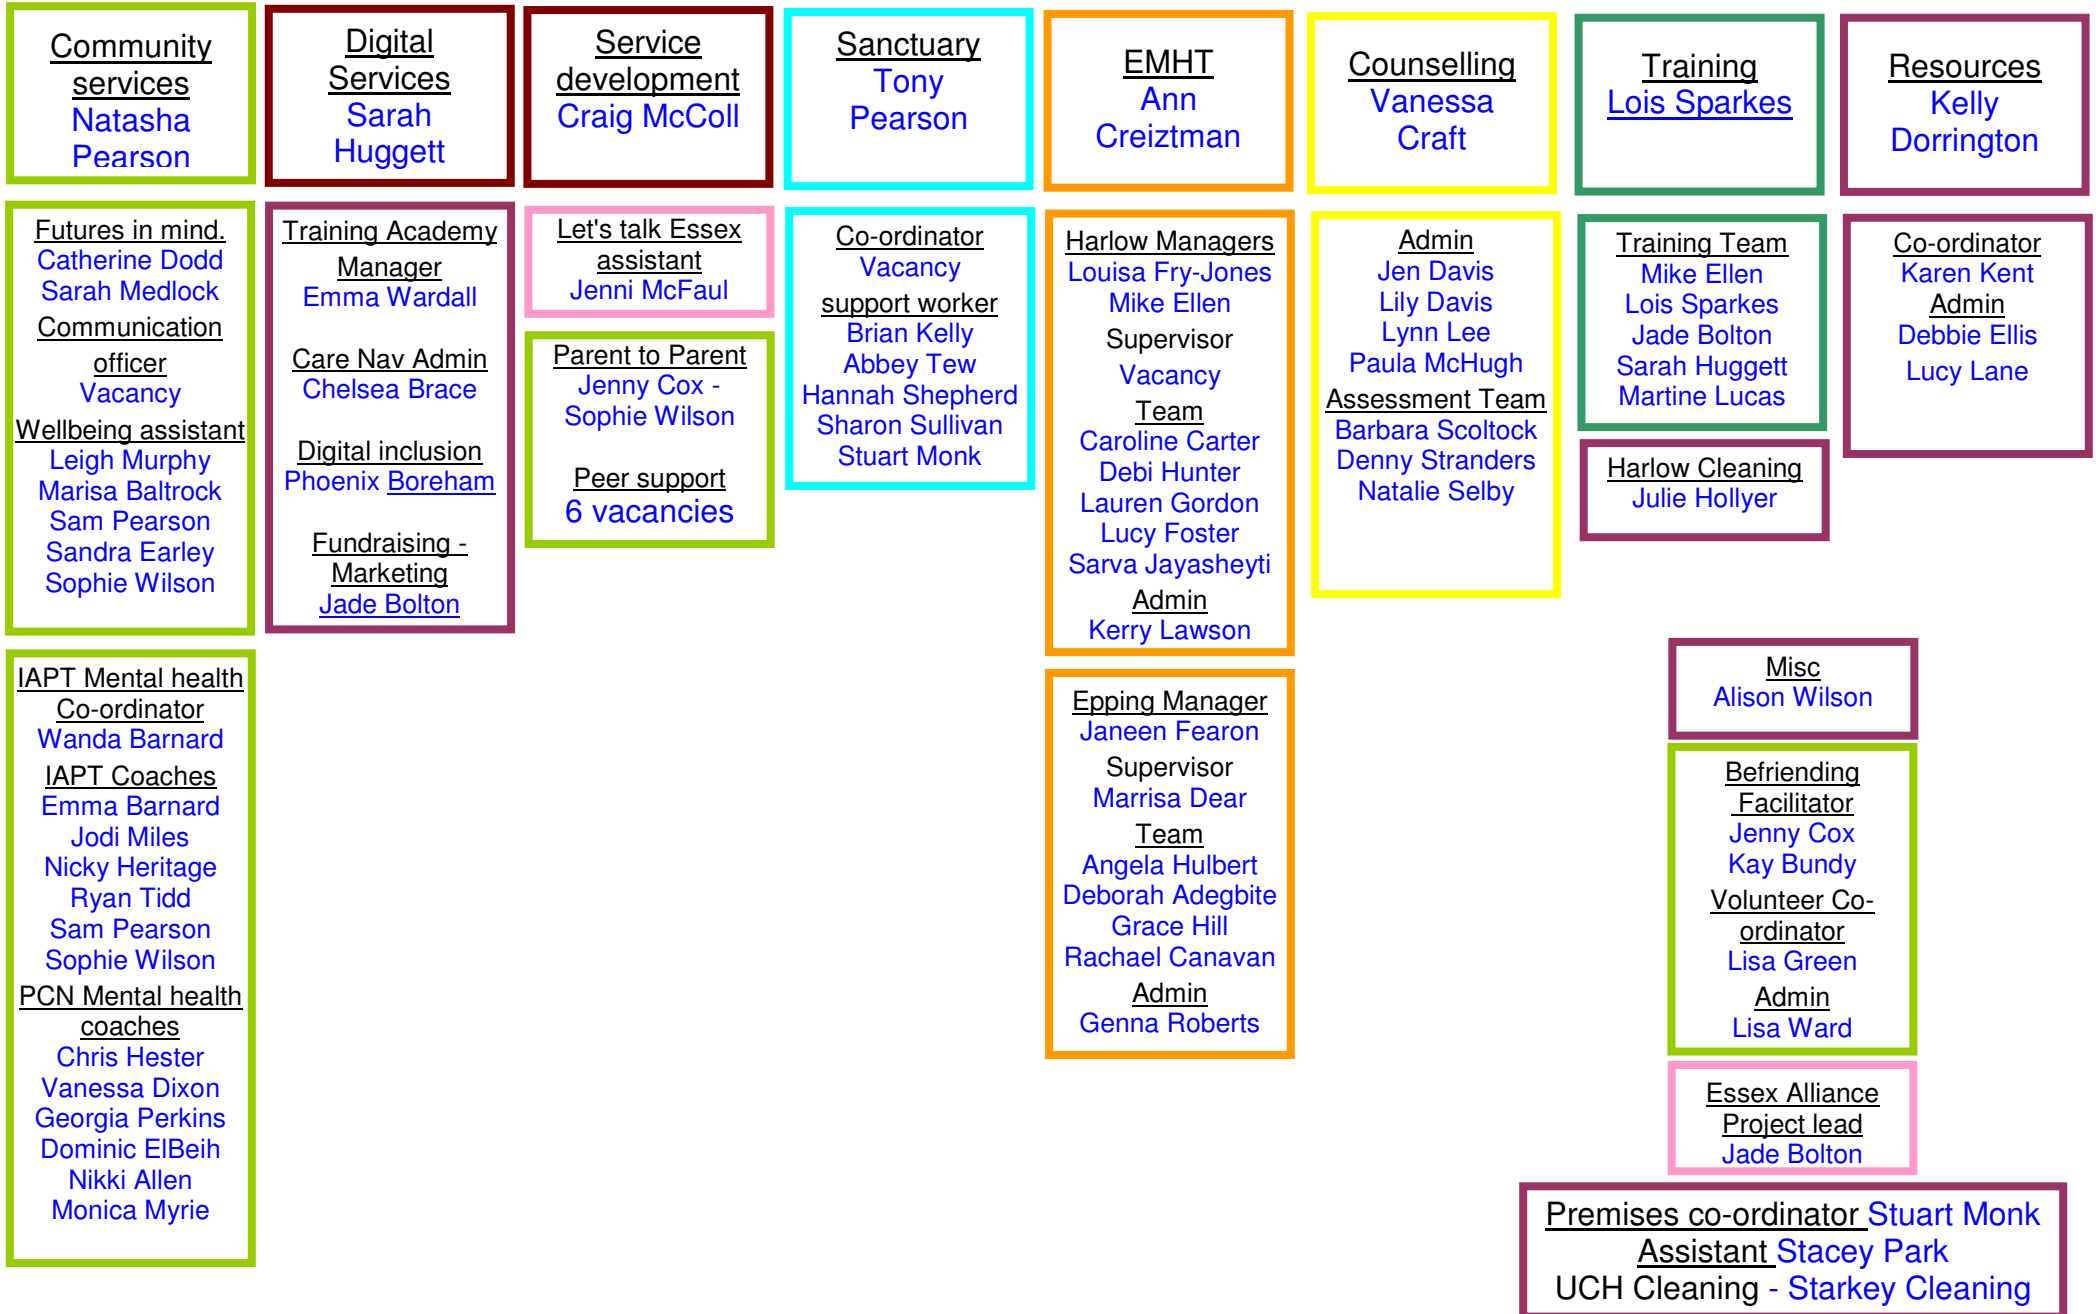 Community
services
Natasha
Pearson
Digital
Services
Sarah
Huggett
Service
development
Craig McColl
Sanctuary
Tony
Pearson
EMHT
Ann
Creiztman
Counselling
Vanessa
Craft
Training
Lois Sparkes
Resources
Kelly
Dorrington
Futures in mind.
Catherine Dodd
Sarah Medlock
Communication
officer
Vacancy
Wellbeing assistant
Leigh Murphy
Marisa Baltrock
Sam Pearson
Sandra Earley
Sophie Wilson
Training Academy
Manager
Emma Wardall
Care Nav Admin
Chelsea Brace
Digital inclusion
Phoenix Boreham
Fundraising -
Marketing
Jade Bolton
Let's talk Essex
assistant
Jenni McFaul
Parent to Parent
Jenny Cox -
Sophie Wilson
Peer support
6 vacancies
Co-ordinator
Vacancy
support worker
Brian Kelly
Abbey Tew
Hannah Shepherd
Sharon Sullivan
Stuart Monk
Harlow Managers
Louisa Fry-Jones
Mike Ellen
Supervisor
Vacancy
Team
Caroline Carter
Debi Hunter
Lauren Gordon
Lucy Foster
Sarva Jayasheyti
Admin
Kerry Lawson
Admin
Jen Davis
Lily Davis
Lynn Lee
Paula McHugh
Assessment Team
Barbara Scoltock
Denny Stranders
Natalie Selby
Training Team
Mike Ellen
Lois Sparkes
Jade Bolton
Sarah Huggett
Martine Lucas
Harlow Cleaning
Julie Hollyer
Co-ordinator
Karen Kent
Admin
Debbie Ellis
Lucy Lane
IAPT Mental health
Co-ordinator
Wanda Barnard
IAPT Coaches
Emma Barnard
Jodi Miles
Nicky Heritage
Ryan Tidd
Sam Pearson
Sophie Wilson
PCN Mental health
coaches
Chris Hester
Vanessa Dixon
Georgia Perkins
Dominic ElBeih
Nikki Allen
Monica Myrie
Epping Manager
Janeen Fearon
Supervisor
Marrisa Dear
Team
Angela Hulbert
Deborah Adegbite
Grace Hill
Rachael Canavan
Admin
Genna Roberts
Misc
Alison Wilson
Befriending
Facilitator
Jenny Cox
Kay Bundy
Volunteer Co-
ordinator
Lisa Green
Admin
Lisa Ward
Essex Alliance
Project lead
Jade Bolton
Premises co-ordinator Stuart Monk
Assistant Stacey Park
UCH Cleaning - Starkey Cleaning